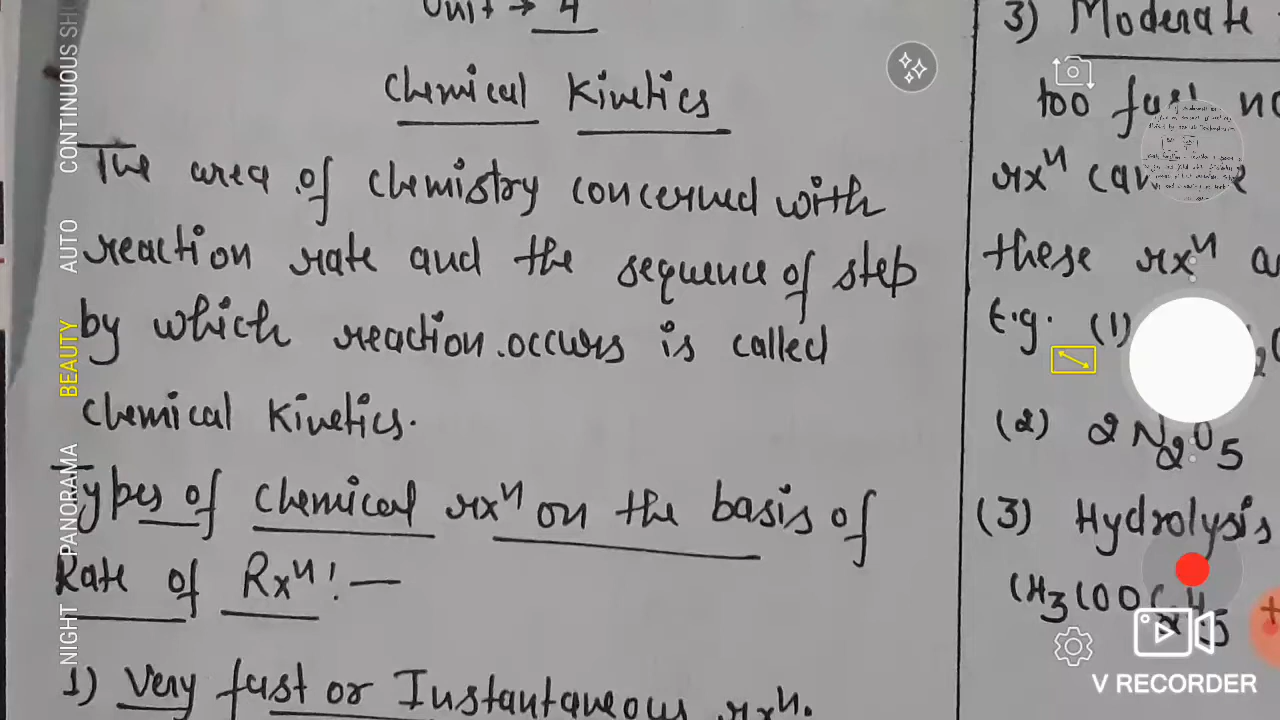 Unit → 4
Chemical Kinetics
The area of chemistry concerned with
reaction rate and the sequence of step
by which reaction occurs is called
Chemical Kinetics.
Types of Chemical rxⁿ on the basis of
Rate of Rxⁿ! —
1) Very fast or Instantaneous rxⁿ.
3) Moderate
too fast
rxⁿ
these rxⁿ
E.g. (1)
(2) 2N₂O₅
(3) Hydrolysis
CH₃COOC₂H₅ +
CONTINUOUS
AUTO
BEAUTY
PANORAMA
NIGHT
V RECORDER